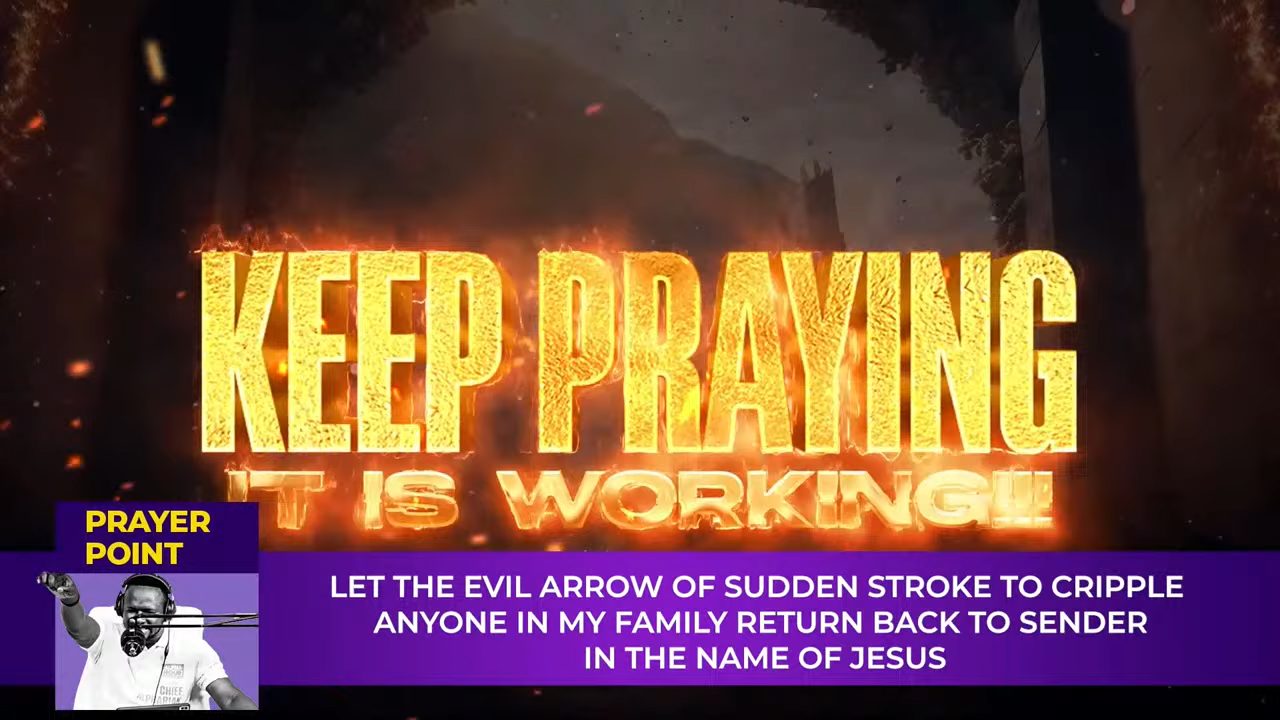 KEEP PRAYING
IT IS WORKING!!!
PRAYER
POINT
LET THE EVIL ARROW OF SUDDEN STROKE TO CRIPPLE
ANYONE IN MY FAMILY RETURN BACK TO SENDER
IN THE NAME OF JESUS
CHIEF